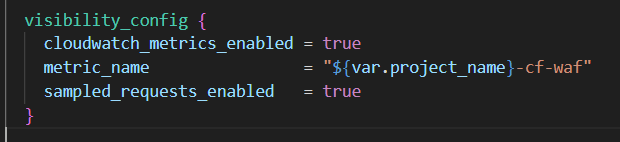 visibility_config {
  cloudwatch_metrics_enabled = true
  metric_name                = "${var.project_name}-cf-waf"
  sampled_requests_enabled   = true
}